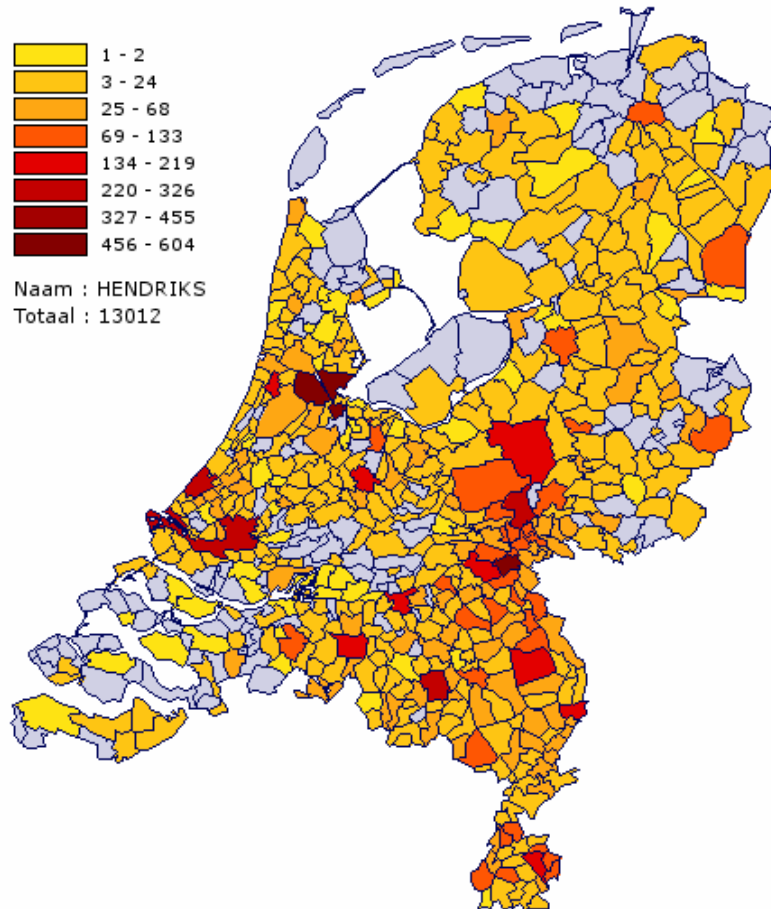 1 - 2
3 - 24
25 - 68
69 - 133
134 - 219
220 - 326
327 - 455
456 - 604
Naam : HENDRIKS
Totaal : 13012